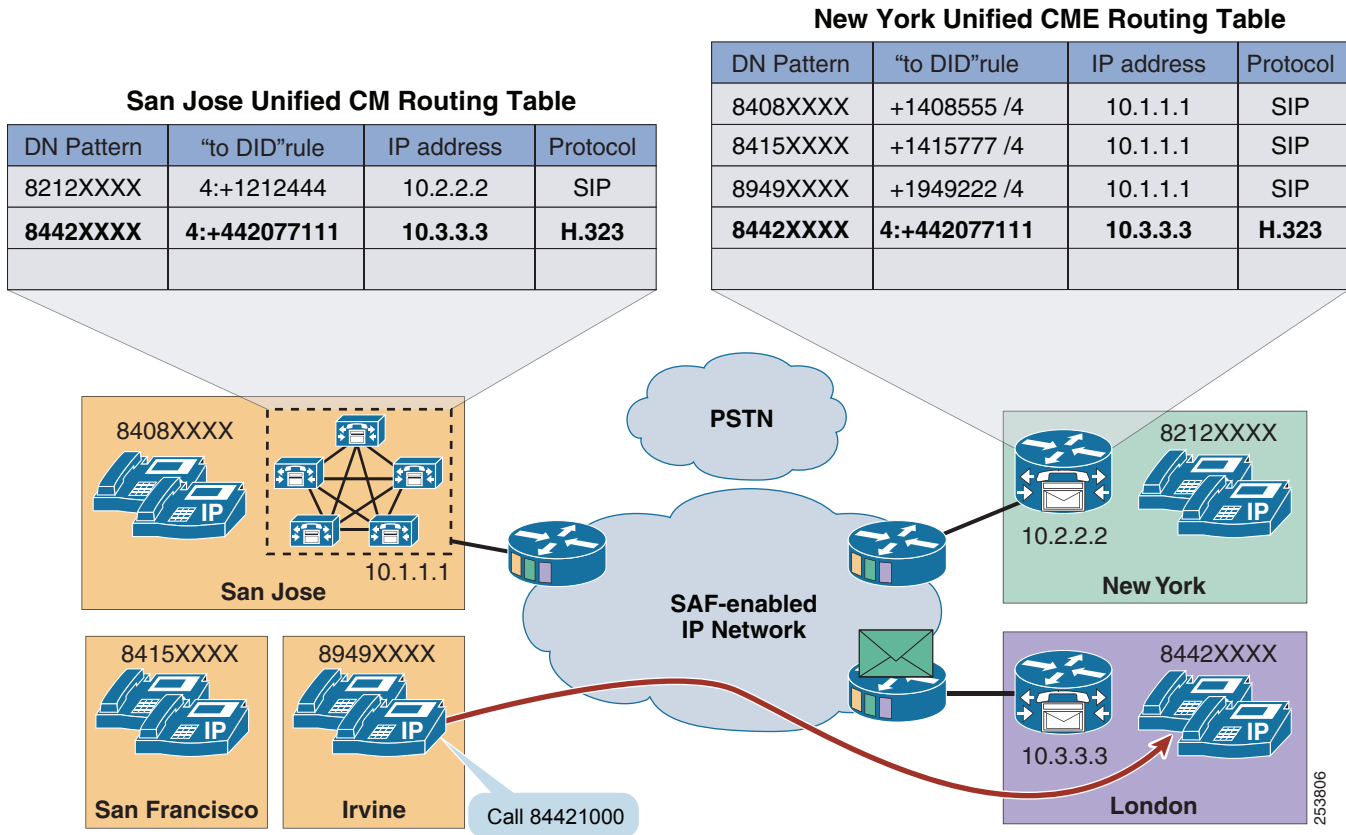 New York Unified CME Routing Table
DN Pattern “to DID”rule IP address Protocol
8408XXXX +1408555 /4 10.1.1.1 SIP
8415XXXX +1415777 /4 10.1.1.1 SIP
8949XXXX +1949222 /4 10.1.1.1 SIP
8442XXXX 4:+442077111 10.3.3.3 H.323
San Jose Unified CM Routing Table
DN Pattern “to DID”rule IP address Protocol
8212XXXX 4:+1212444 10.2.2.2 SIP
8442XXXX 4:+442077111 10.3.3.3 H.323
8408XXXX
IP
10.1.1.1
San Jose
PSTN
SAF-enabled
IP Network
8212XXXX
IP
10.2.2.2
New York
8415XXXX
IP
San Francisco
8949XXXX
IP
Irvine
Call 84421000
8442XXXX
IP
10.3.3.3
London
253806